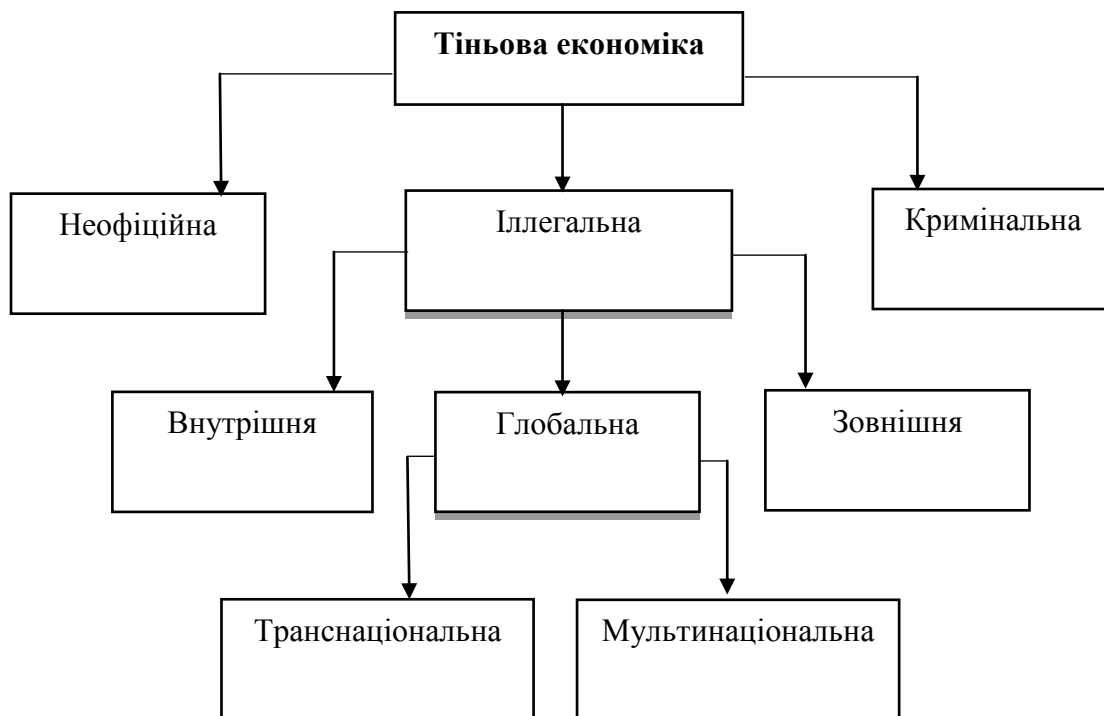 Тіньова економіка
Неофіційна
Іллегальна
Кримінальна
Внутрішня
Глобальна
Зовнішня
Транснаціональна
Мультинаціональна